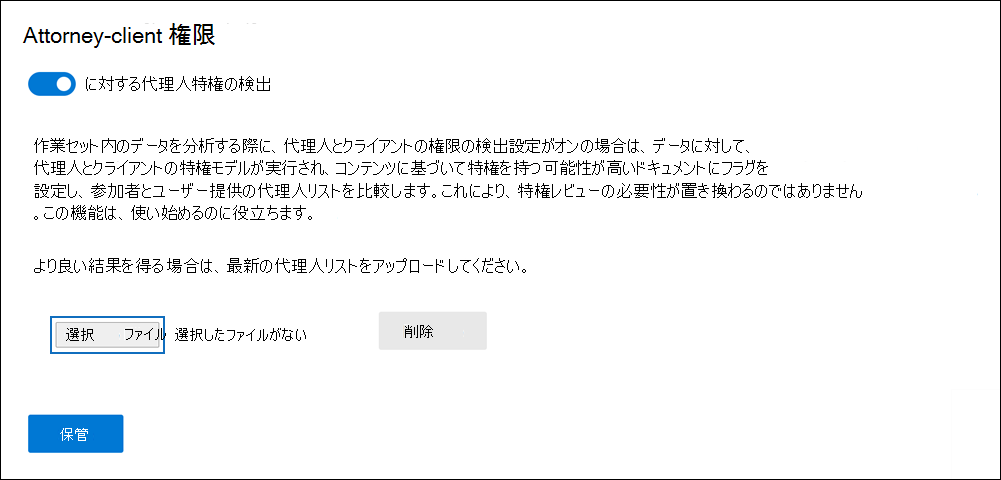 Attorney-client 権限
に対する代理人特権の検出
作業セット内のデータを分析する際に、代理人とクライアントの権限の検出設定がオンの場合は、データに対して、
代理人とクライアントの特権モデルが実行され、コンテンツに基づいて特権を持つ可能性が高いドキュメントにフラグを
設定し、参加者とユーザー提供の代理人リストを比較します。これにより、特権レビューの必要性が置き換わるのではありません
。この機能は、使い始めるのに役立ちます。
より良い結果を得る場合は、最新の代理人リストをアップロードしてください。
選択 ファイル 選択したファイルがない 削除
保管